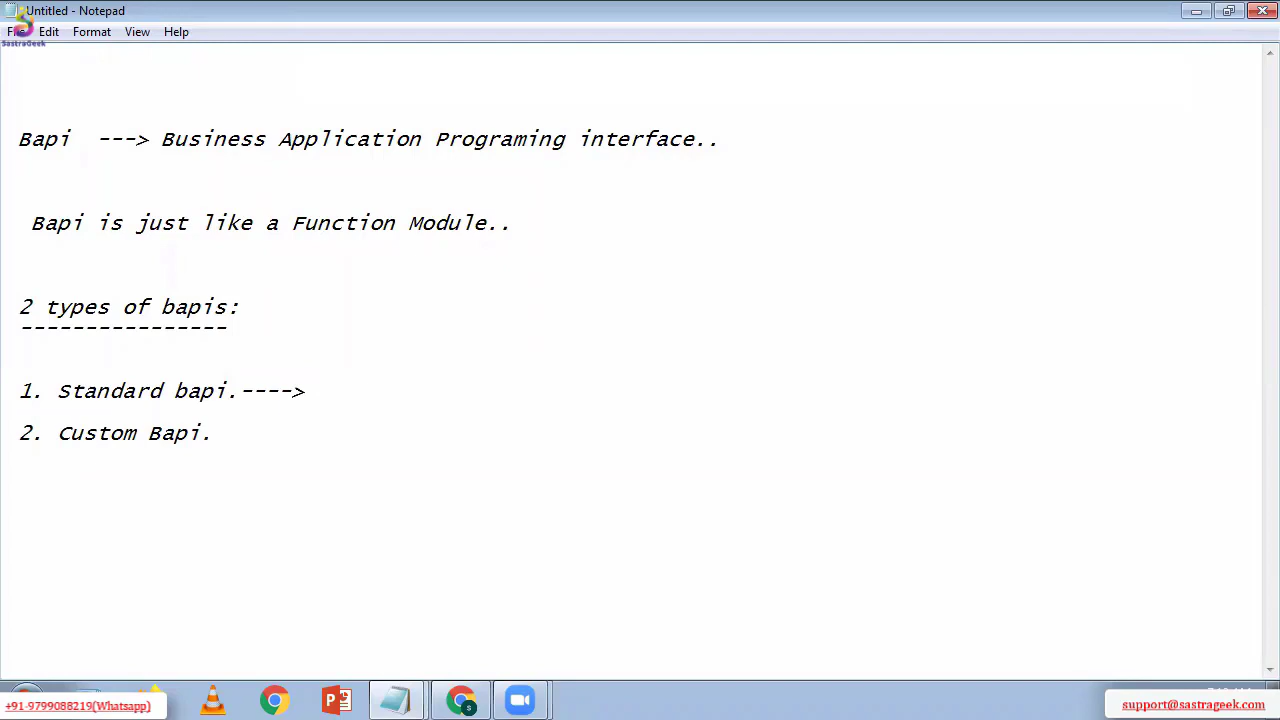 Untitled - Notepad
File Edit Format View Help
SastraGeek
Bapi ---> Business Application Programing interface..
Bapi is just like a Function Module..
2 types of bapis:
----------------
1. Standard bapi.---->
2. Custom Bapi.
+91-9799088219(Whatsapp)
support@sastrageek.com